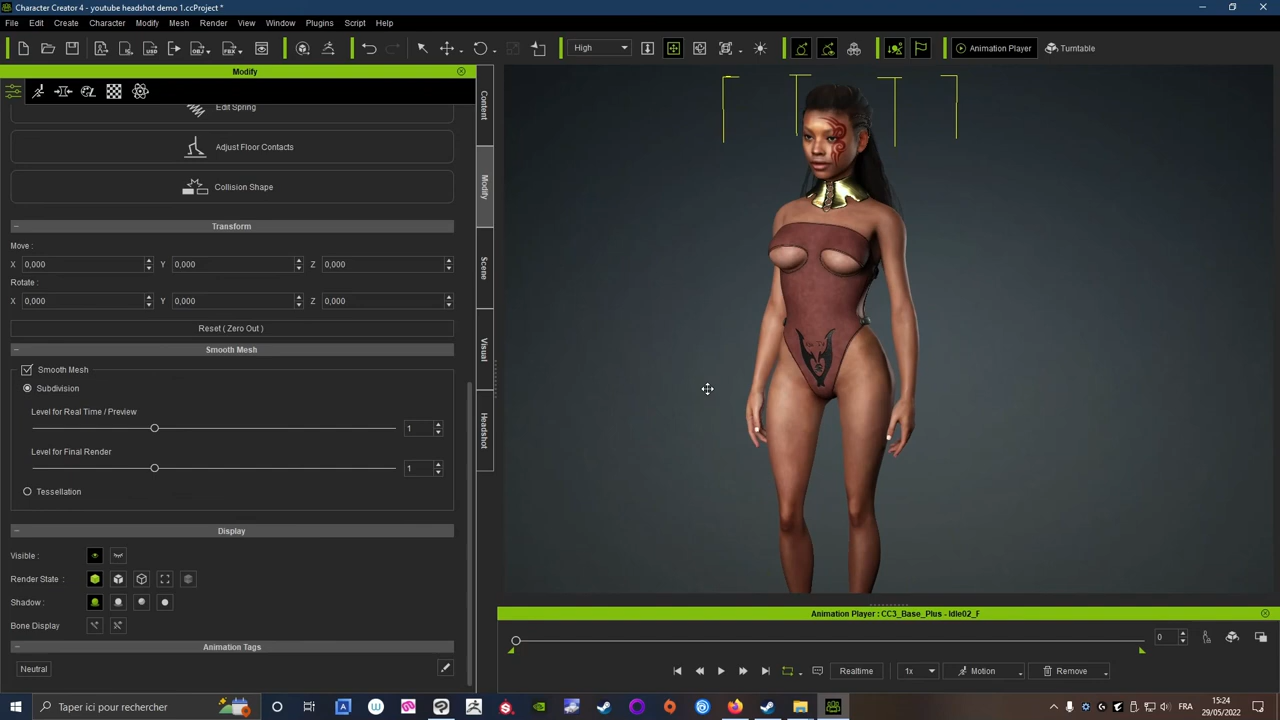 Character Creator 4 - youtube headshot demo 1.ccProject *
File Edit Create Character Modify Mesh Render View Window Plugins Script Help
High
Animation Player
Turntable
Modify
Edit Spring
Adjust Floor Contacts
Collision Shape
Transform
Move :
X 0,000 Y 0,000 Z 0,000
Rotate :
X 0,000 Y 0,000 Z 0,000
Reset ( Zero Out )
Smooth Mesh
Smooth Mesh
Subdivision
Level for Real Time / Preview
1
Level for Final Render
1
Tessellation
Display
Visible :
Render State :
Shadow :
Bone Display
Animation Tags
Neutral
Content
Modify
Scene
Visual
Headshot
Animation Player : CC3_Base_Plus - Idle02_F
0
Realtime
1x
Motion
Remove
Taper ici pour rechercher
FRA
15:24
29/05/2022